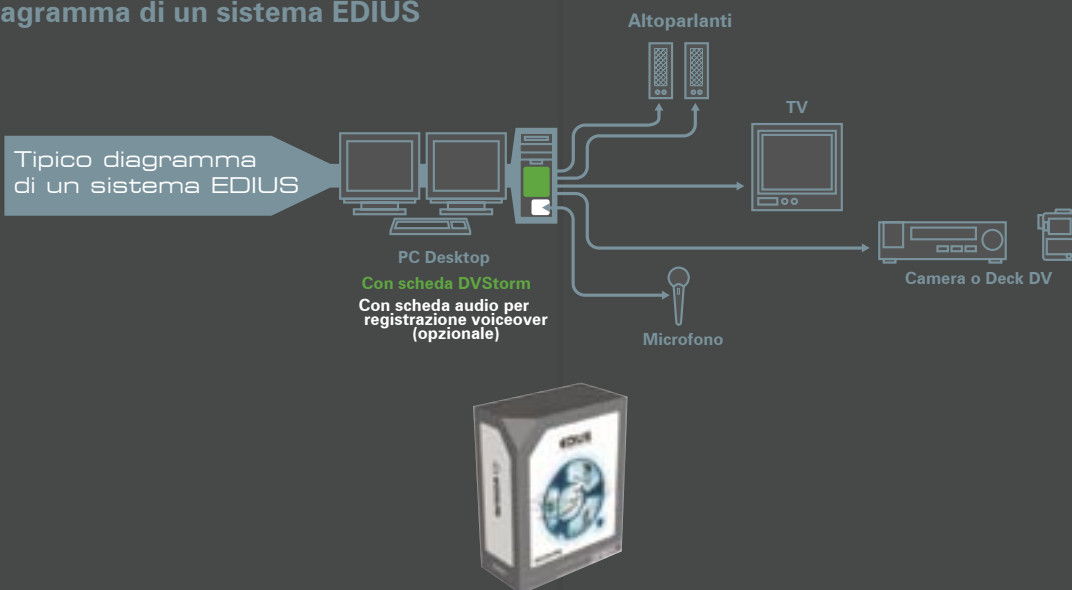 agramma di un sistema EDIUS
Altoparlanti
TV
Tipico diagramma
di un sistema EDIUS
PC Desktop
Con scheda DVStorm
Con scheda audio per
registrazione voiceover
(opzionale)
Camera o Deck DV
Microfono
EDIUS